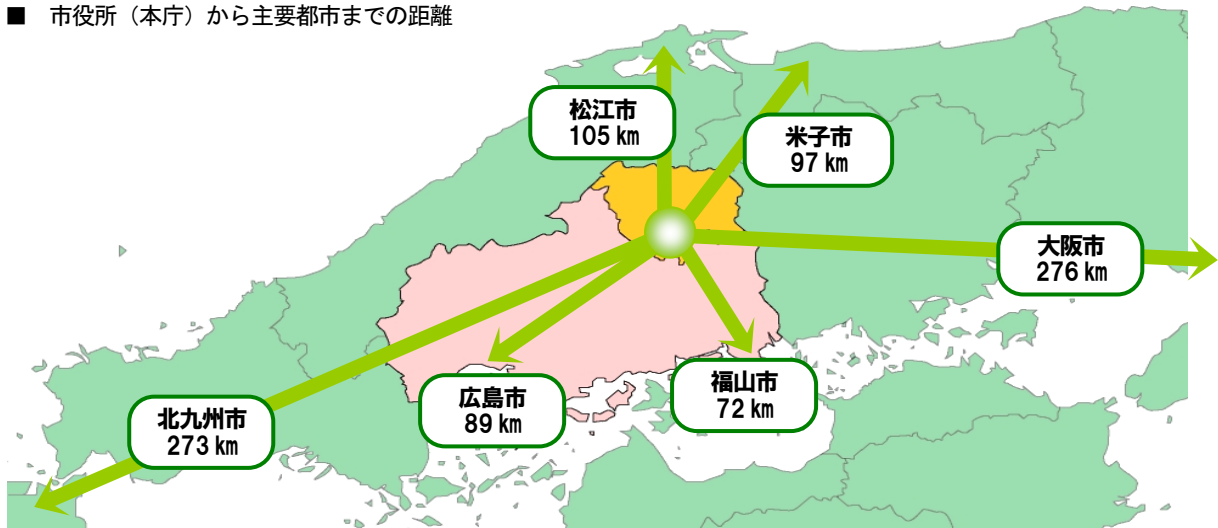 ■ 市役所（本庁）から主要都市までの距離
松江市
105 km
米子市
97 km
大阪市
276 km
福山市
72 km
広島市
89 km
北九州市
273 km